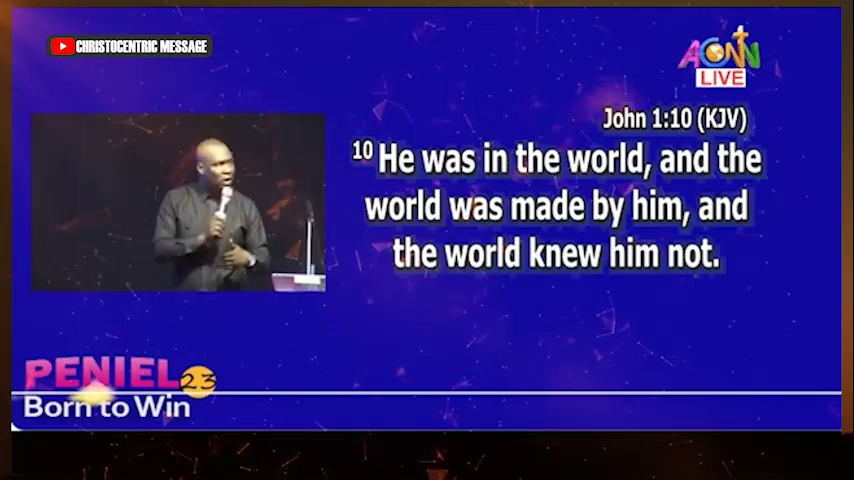 CHRISTOCENTRIC MESSAGE
ACNN
LIVE
John 1:10 (KJV)
10 He was in the world, and the
world was made by him, and
the world knew him not.
PENIEL 23
Born to Win